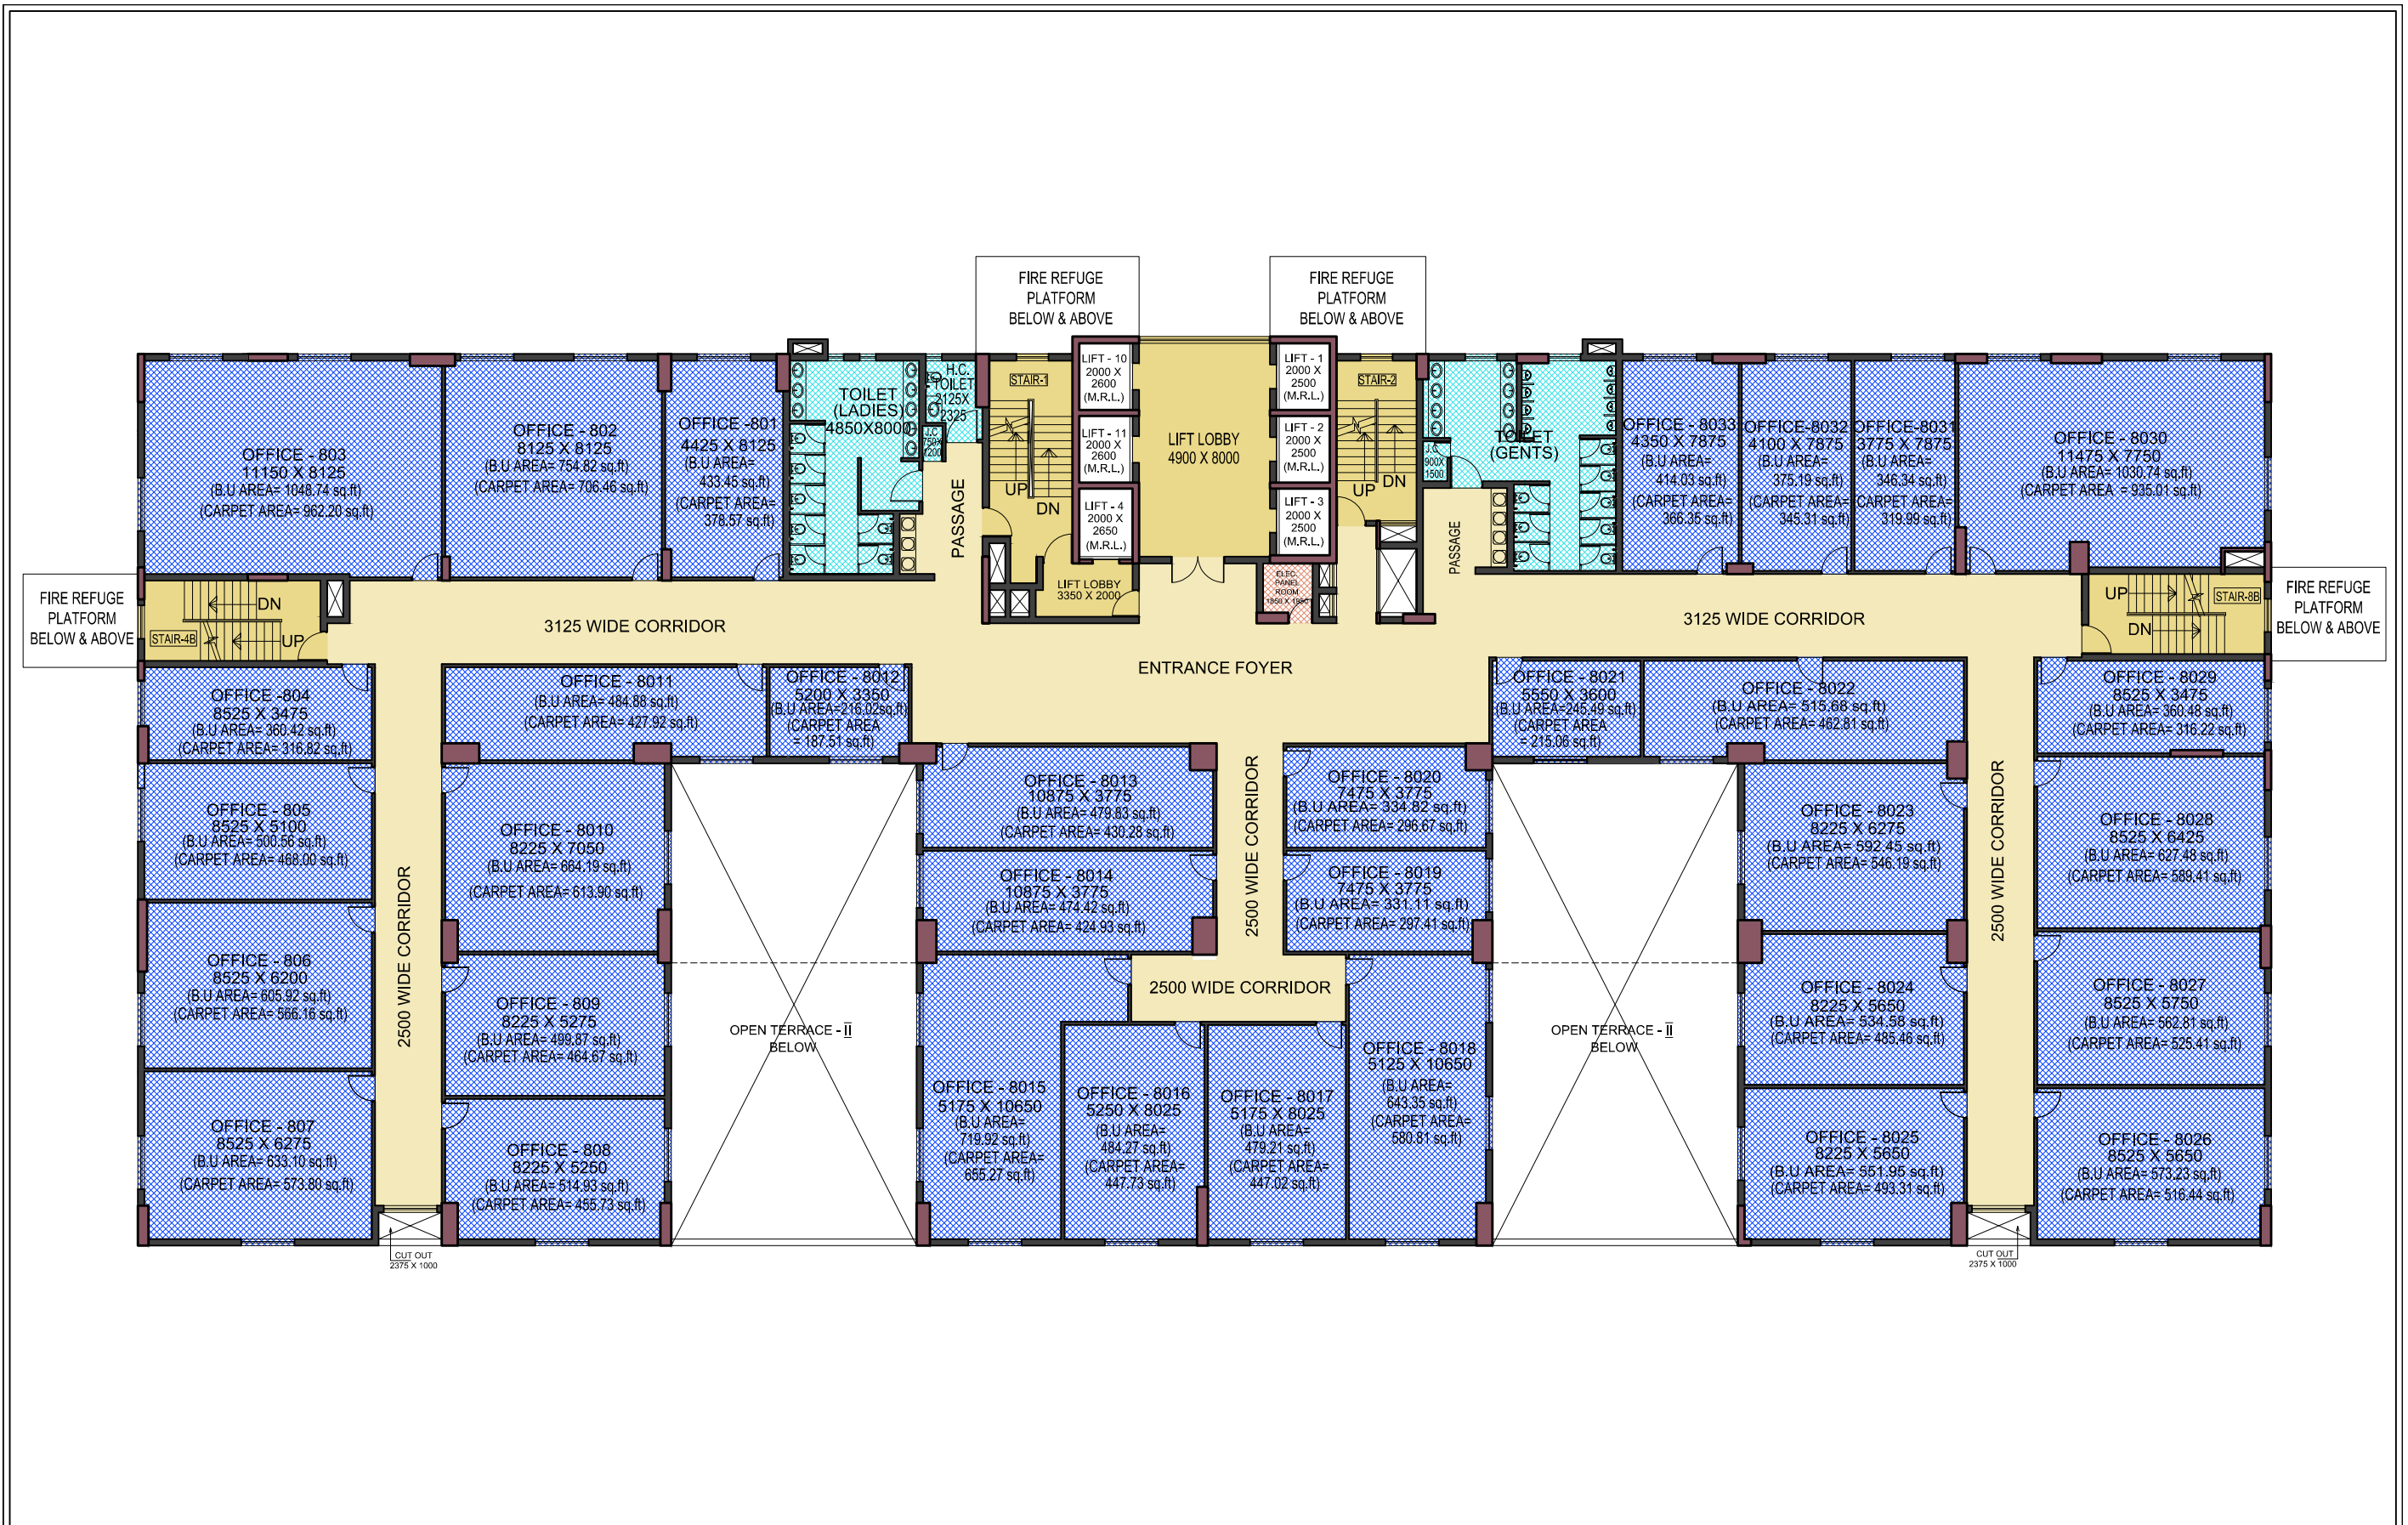 FIRE REFUGE
PLATFORM
BELOW & ABOVE
FIRE REFUGE
PLATFORM
BELOW & ABOVE
OFFICE - 803
11150 X 8125
(B.U AREA= 1048.74 sq.ft)
(CARPET AREA= 962.20 sq.ft)
OFFICE - 802
8125 X 8125
(B.U AREA= 754.82 sq.ft)
(CARPET AREA= 706.46 sq.ft)
OFFICE -801
4425 X 8125
(B.U AREA=
433.45 sq.ft)
(CARPET AREA=
378.57 sq.ft)
TOILET
(LADIES)
4850X8000
H.C.
TOILET
2125X
2325
J.C
750X
1200
PASSAGE
STAIR-1
UP
DN
LIFT - 10
2000 X
2600
(M.R.L.)
LIFT - 11
2000 X
2600
(M.R.L.)
LIFT - 4
2000 X
2650
(M.R.L.)
LIFT LOBBY
3350 X 2000
LIFT LOBBY
4900 X 8000
LIFT - 1
2000 X
2500
(M.R.L.)
LIFT - 2
2000 X
2500
(M.R.L.)
LIFT - 3
2000 X
2500
(M.R.L.)
ELEC.
PANEL
ROOM
STAIR-2
UP
DN
J.C
900X
1500
PASSAGE
TOILET
(GENTS)
OFFICE - 8033
4350 X 7875
(B.U AREA=
414.03 sq.ft)
(CARPET AREA=
366.35 sq.ft)
OFFICE-8032
4100 X 7875
(B.U AREA=
375.19 sq.ft)
(CARPET AREA=
345.31 sq.ft)
OFFICE-8031
3775 X 7875
(B.U AREA=
346.34 sq.ft)
(CARPET AREA=
319.99 sq.ft)
OFFICE - 8030
11475 X 7750
(B.U AREA= 1030.74 sq.ft)
(CARPET AREA = 935.01 sq.ft)
FIRE REFUGE
PLATFORM
BELOW & ABOVE
DN
STAIR-4B
UP
3125 WIDE CORRIDOR
ENTRANCE FOYER
3125 WIDE CORRIDOR
UP
STAIR-8B
DN
FIRE REFUGE
PLATFORM
BELOW & ABOVE
OFFICE -804
8525 X 3475
(B.U AREA= 360.42 sq.ft)
(CARPET AREA= 316.82 sq.ft)
OFFICE - 8011
(B.U AREA= 484.88 sq.ft)
(CARPET AREA= 427.92 sq.ft)
OFFICE - 8012
5200 X 3350
(B.U AREA=216.02sq.ft)
(CARPET AREA
= 187.51 sq.ft)
OFFICE - 8021
5550 X 3600
(B.U AREA=245.49 sq.ft)
(CARPET AREA
= 215.06 sq.ft)
OFFICE - 8022
(B.U AREA= 515.68 sq.ft)
(CARPET AREA= 462.81 sq.ft)
OFFICE - 8029
8525 X 3475
(B.U AREA= 360.48 sq.ft)
(CARPET AREA= 316.22 sq.ft)
OFFICE - 805
8525 X 5100
(B.U AREA= 500.56 sq.ft)
(CARPET AREA= 468.00 sq.ft)
2500 WIDE CORRIDOR
OFFICE - 8010
8225 X 7050
(B.U AREA= 664.19 sq.ft)
(CARPET AREA= 613.90 sq.ft)
OFFICE - 8013
10875 X 3775
(B.U AREA= 479.83 sq.ft)
(CARPET AREA= 430.28 sq.ft)
2500 WIDE CORRIDOR
OFFICE - 8020
7475 X 3775
(B.U AREA= 334.82 sq.ft)
(CARPET AREA= 296.67 sq.ft)
OFFICE - 8023
8225 X 6275
(B.U AREA= 592.45 sq.ft)
(CARPET AREA= 546.19 sq.ft)
2500 WIDE CORRIDOR
OFFICE - 8028
8525 X 6425
(B.U AREA= 627.48 sq.ft)
(CARPET AREA= 589.41 sq.ft)
OFFICE - 8014
10875 X 3775
(B.U AREA= 474.42 sq.ft)
(CARPET AREA= 424.93 sq.ft)
OFFICE - 8019
7475 X 3775
(B.U AREA= 331.11 sq.ft)
(CARPET AREA= 297.41 sq.ft)
OFFICE - 806
8525 X 6200
(B.U AREA= 605.92 sq.ft)
(CARPET AREA= 566.16 sq.ft)
OFFICE - 809
8225 X 5275
(B.U AREA= 499.87 sq.ft)
(CARPET AREA= 464.67 sq.ft)
OPEN TERRACE - II
BELOW
2500 WIDE CORRIDOR
OPEN TERRACE - II
BELOW
OFFICE - 8024
8225 X 5650
(B.U AREA= 534.58 sq.ft)
(CARPET AREA= 485.46 sq.ft)
OFFICE - 8027
8525 X 5750
(B.U AREA= 562.81 sq.ft)
(CARPET AREA= 525.41 sq.ft)
OFFICE - 807
8525 X 6275
(B.U AREA= 633.10 sq.ft)
(CARPET AREA= 573.80 sq.ft)
OFFICE - 808
8225 X 5250
(B.U AREA= 514.93 sq.ft)
(CARPET AREA= 455.73 sq.ft)
OFFICE - 8015
5175 X 10650
(B.U AREA=
719.92 sq.ft)
(CARPET AREA=
655.27 sq.ft)
OFFICE - 8016
5250 X 8025
(B.U AREA=
484.27 sq.ft)
(CARPET AREA=
447.73 sq.ft)
OFFICE - 8017
5175 X 8025
(B.U AREA=
479.21 sq.ft)
(CARPET AREA=
447.02 sq.ft)
OFFICE - 8018
5125 X 10650
(B.U AREA=
643.35 sq.ft)
(CARPET AREA=
580.81 sq.ft)
OFFICE - 8025
8225 X 5650
(B.U AREA= 551.95 sq.ft)
(CARPET AREA= 493.31 sq.ft)
OFFICE - 8026
8525 X 5650
(B.U AREA= 573.23 sq.ft)
(CARPET AREA= 516.44 sq.ft)
CUT OUT
2375 X 1000
CUT OUT
2375 X 1000